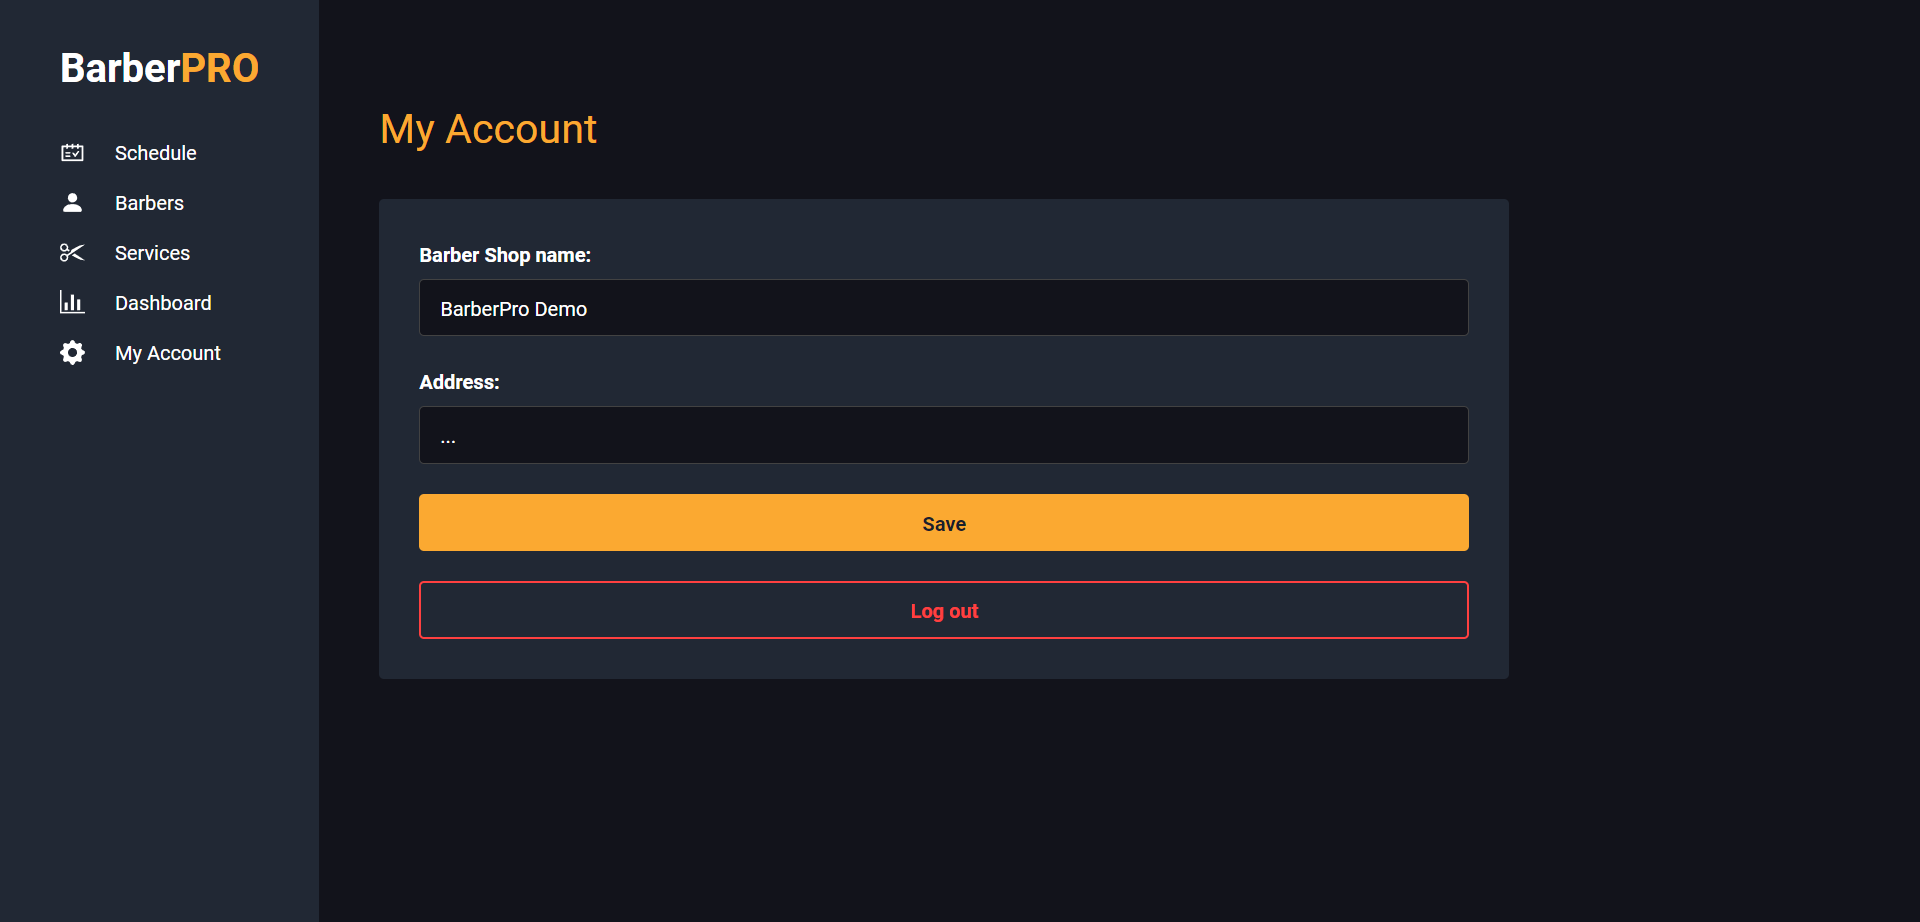 BarberPRO
Schedule
Barbers
Services
Dashboard
My Account
My Account
Barber Shop name:
BarberPro Demo
Address:
...
Save
Log out